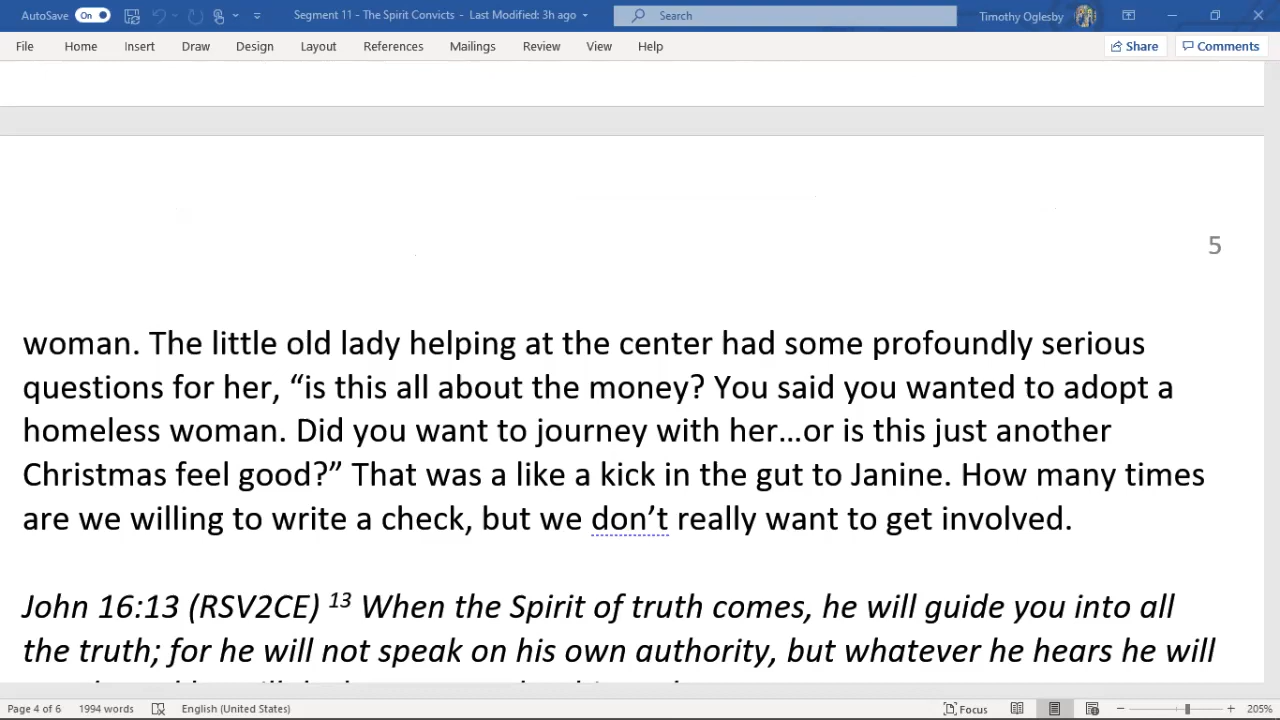 AutoSave On Segment 11 - The Spirit Convicts - Last Modified: 3h ago Search Timothy Oglesby
File Home Insert Draw Design Layout References Mailings Review View Help Share Comments
5
woman. The little old lady helping at the center had some profoundly serious
questions for her, “is this all about the money? You said you wanted to adopt a
homeless woman. Did you want to journey with her…or is this just another
Christmas feel good?” That was a like a kick in the gut to Janine. How many times
are we willing to write a check, but we don’t really want to get involved.
John 16:13 (RSV2CE) 13 When the Spirit of truth comes, he will guide you into all
the truth; for he will not speak on his own authority, but whatever he hears he will
Page 4 of 6 1994 words English (United States) Focus 205%